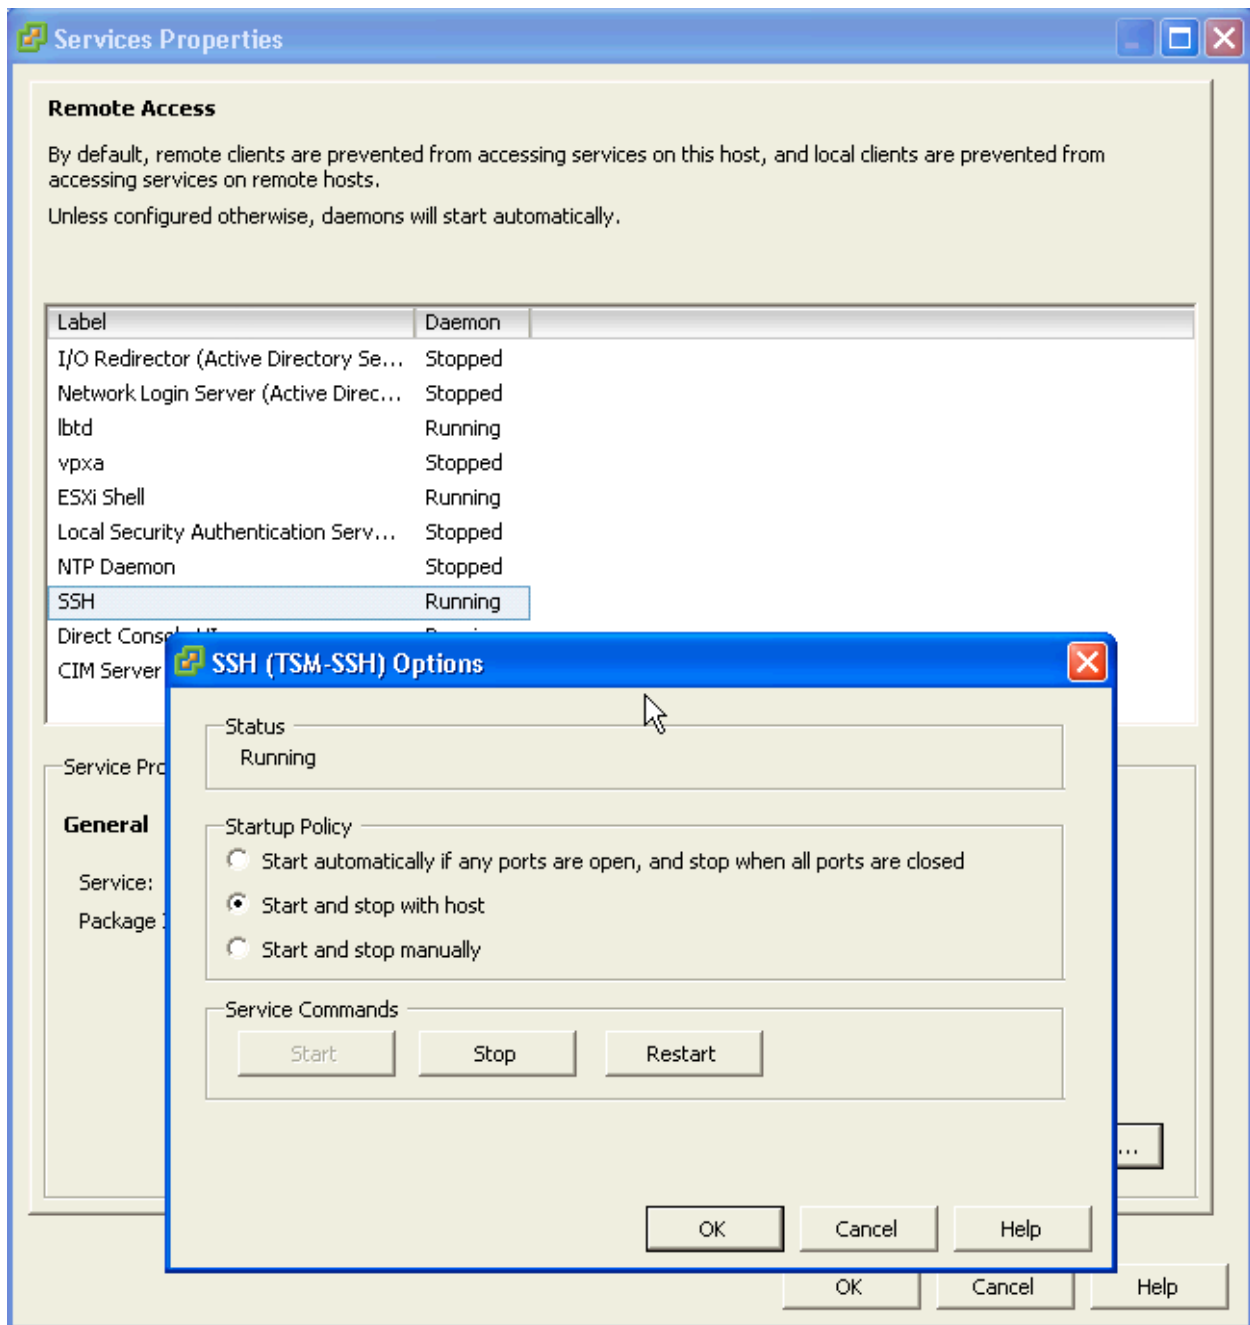 Services Properties
Remote Access
By default, remote clients are prevented from accessing services on this host, and local clients are prevented from
accessing services on remote hosts.
Unless configured otherwise, daemons will start automatically.
Label Daemon
I/O Redirector (Active Directory Se... Stopped
Network Login Server (Active Direc... Stopped
lbtd Running
vpxa Stopped
ESXi Shell Running
Local Security Authentication Serv... Stopped
NTP Daemon Stopped
SSH Running
Direct
CIM Server
SSH (TSM-SSH) Options
Status
Running
Service
General
Service:
Package
Startup Policy
Start automatically if any ports are open, and stop when all ports are closed
Start and stop with host
Start and stop manually
Service Commands
Start Stop Restart
...
OK Cancel Help
OK Cancel Help